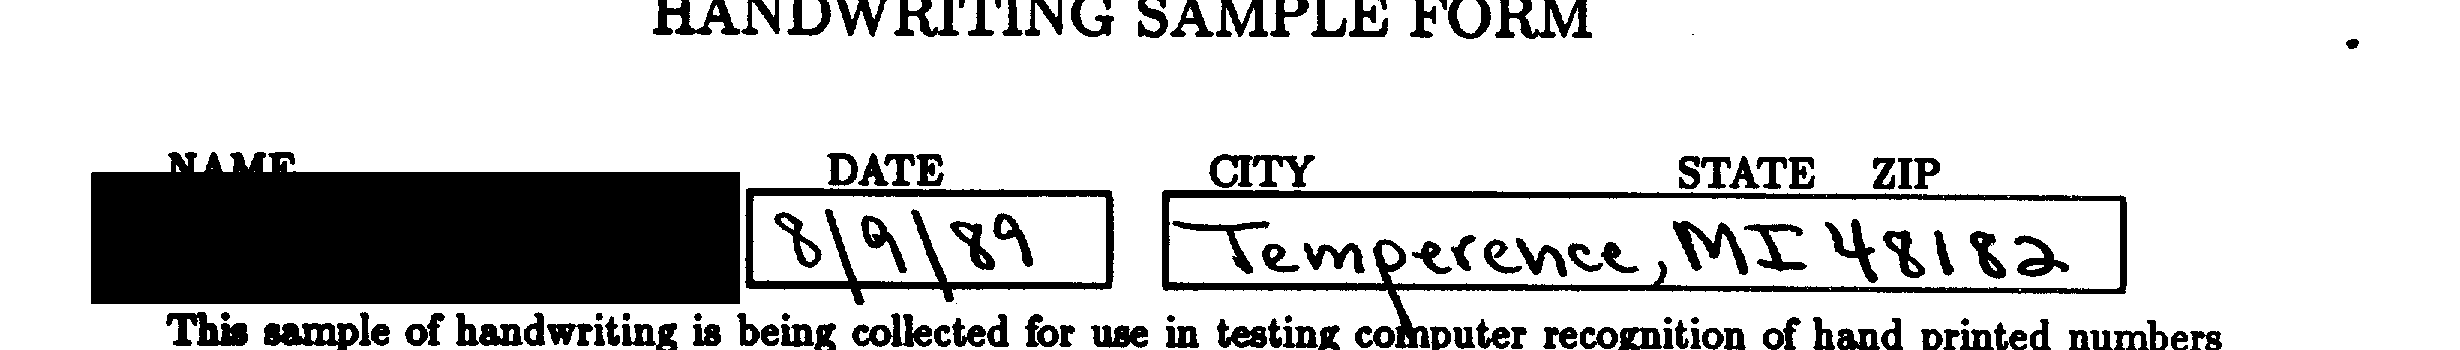 HANDWRITING SAMPLE FORM
NAME DATE CITY STATE ZIP
8/9/89 Temperence, MI 48182
This sample of handwriting is being collected for use in testing computer recognition of hand printed numbers